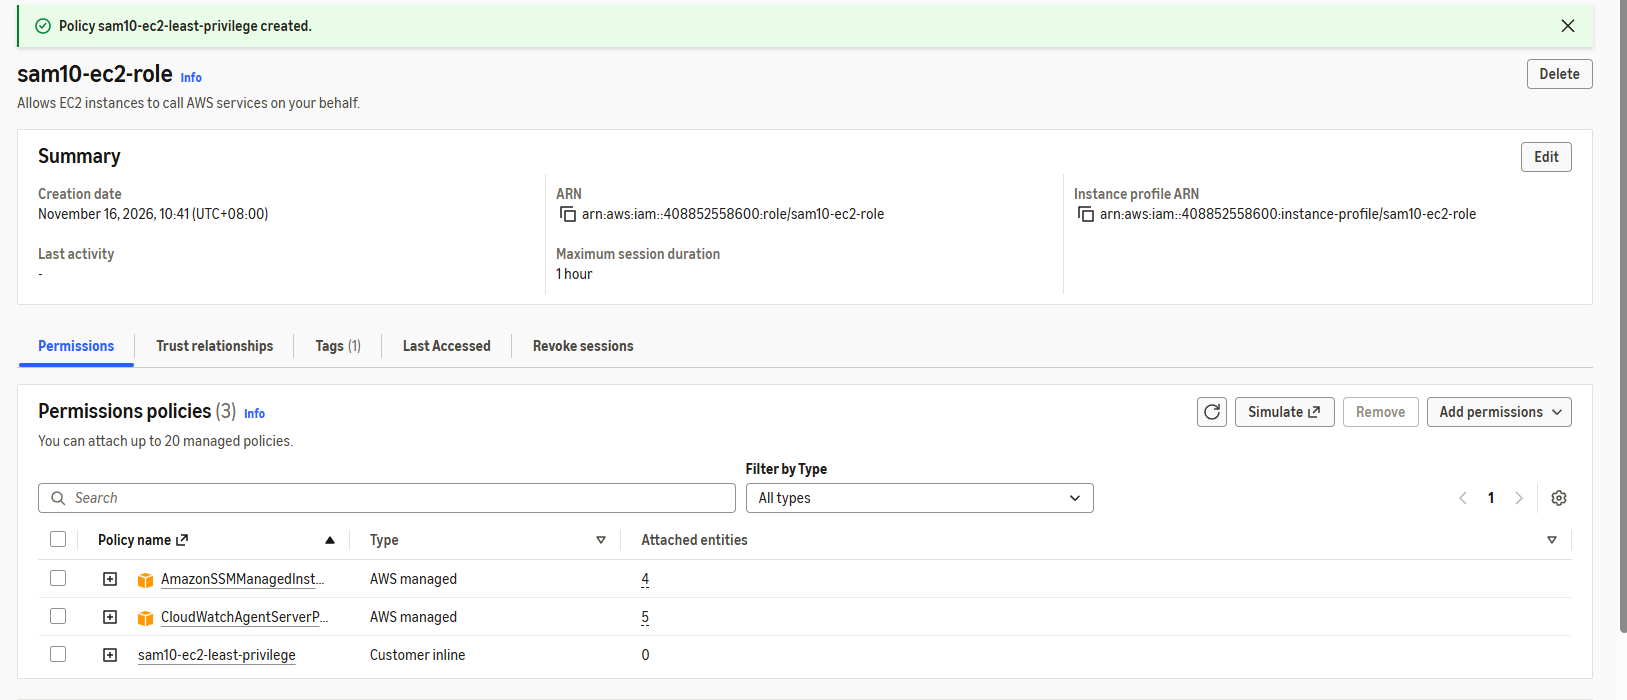 Policy sam10-ec2-least-privilege created.
sam10-ec2-role Info
Delete
Allows EC2 instances to call AWS services on your behalf.
Summary
Edit
Creation date
November 16, 2026, 10:41 (UTC+08:00)
ARN
arn:aws:iam::408852558600:role/sam10-ec2-role
Instance profile ARN
arn:aws:iam::408852558600:instance-profile/sam10-ec2-role
Last activity
-
Maximum session duration
1 hour
Permissions
Trust relationships
Tags (1)
Last Accessed
Revoke sessions
Permissions policies (3) Info
Simulate
Remove
Add permissions
You can attach up to 20 managed policies.
Filter by Type
Search
All types
1
Policy name
Type
Attached entities
AmazonSSMManagedInst... AWS managed 4
CloudWatchAgentServerP... AWS managed 5
sam10-ec2-least-privilege Customer inline 0